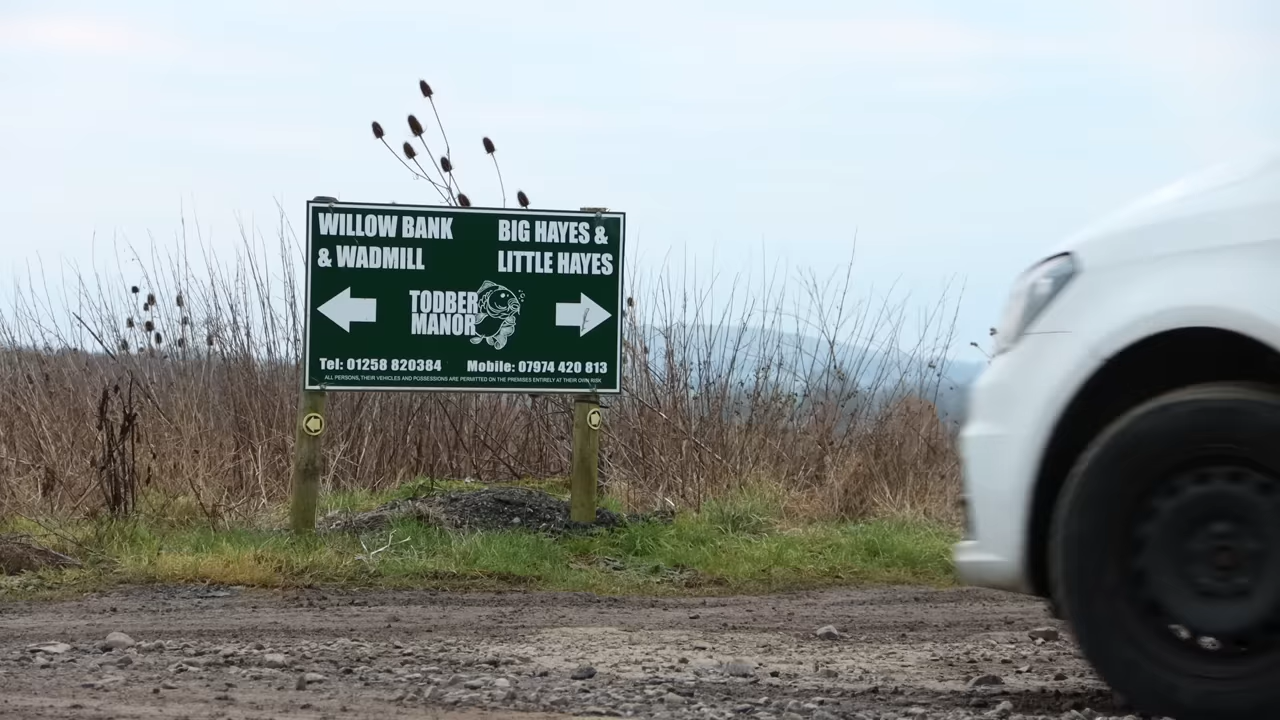 WILLOW BANK
& WADMILL
BIG HAYES &
LITTLE HAYES
TODBER
MANOR
Tel: 01258 820384
Mobile: 07974 420 813
ALL PERSONS, THEIR VEHICLES AND POSSESSIONS ARE PERMITTED ON THE PREMISES ENTIRELY AT THEIR OWN RISK